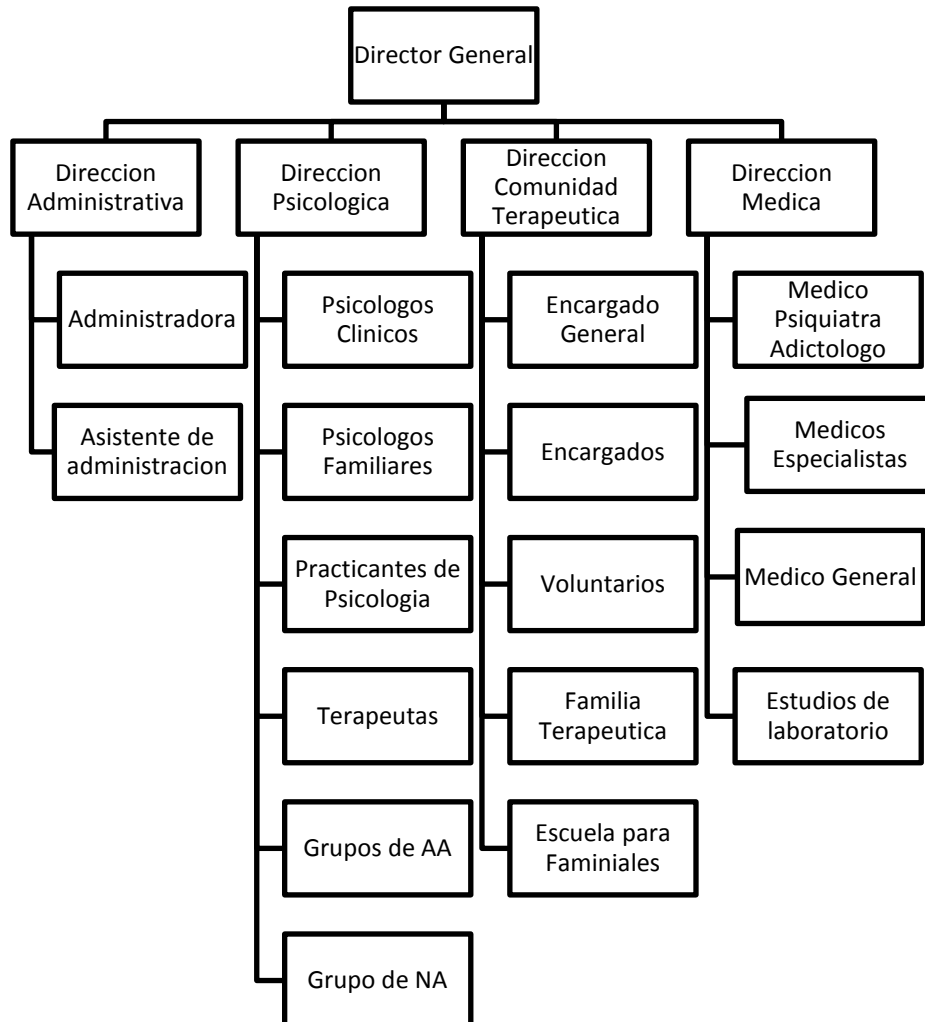 Director General
Direccion
Administrativa
Direccion
Psicologica
Direccion
Comunidad
Terapeutica
Direccion
Medica
Administradora
Asistente de
administracion
Psicologos
Clinicos
Psicologos
Familiares
Practicantes de
Psicologia
Terapeutas
Grupos de AA
Grupo de NA
Encargado
General
Encargados
Voluntarios
Familia
Terapeutica
Escuela para
Faminiales
Medico
Psiquiatra
Adictologo
Medicos
Especialistas
Medico General
Estudios de
laboratorio